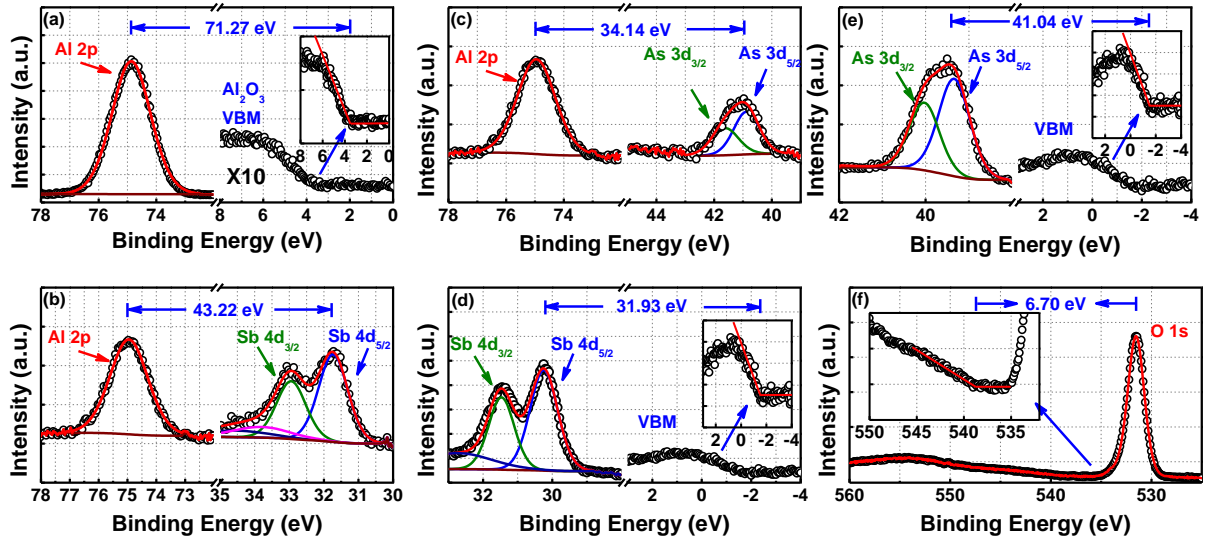 (a)
71.27 eV
Al 2p
Al2O3
VBM
X10
8 6 4 2 0
78 76 74 8 6 4 2 0
Intensity (a.u.)
Binding Energy (eV)
(c)
34.14 eV
Al 2p
As 3d3/2
As 3d5/2
78 76 74 44 42 40
Intensity (a.u.)
Binding Energy (eV)
(e)
41.04 eV
As 3d3/2
As 3d5/2
VBM
2 0 -2 -4
42 40 2 0 -2 -4
Intensity (a.u.)
Binding Energy (eV)
(b)
43.22 eV
Al 2p
Sb 4d3/2
Sb 4d5/2
78 77 76 75 74 73 35 34 33 32 31 30
Intensity (a.u.)
Binding Energy (eV)
(d)
31.93 eV
Sb 4d3/2
Sb 4d5/2
VBM
2 0 -2 -4
32 30 2 0 -2 -4
Intensity (a.u.)
Binding Energy (eV)
(f)
6.70 eV
O 1s
550 545 540 535
560 550 540 530
Intensity (a.u.)
Binding Energy (eV)